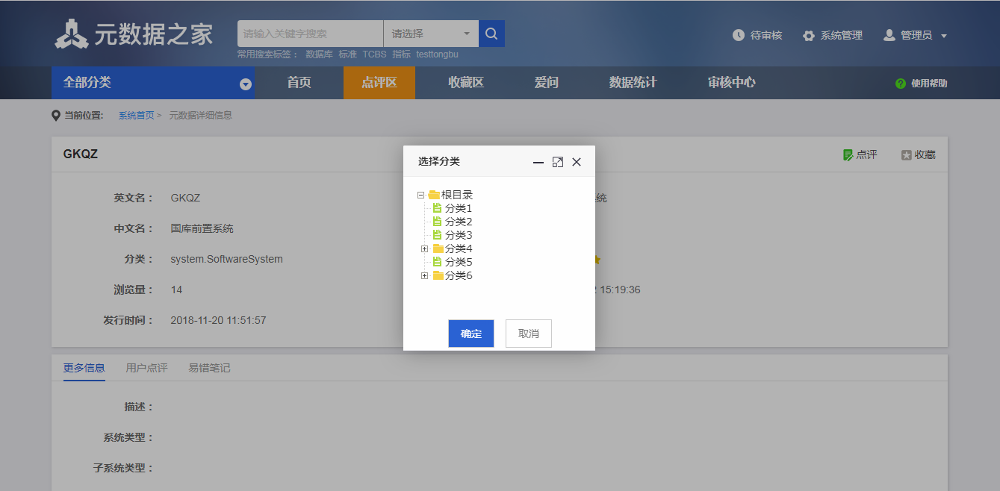 元数据之家
请输入关键字搜索 请选择
常用搜索标签： 数据库 标准 TCBS 指标 testtongbu
待审核 系统管理 管理员
全部分类 首页 点评区 收藏区 爱问 数据统计 审核中心 使用帮助
当前位置: 系统首页 > 元数据详细信息
GKQZ 点评 收藏
英文名： GKQZ
中文名： 国库前置系统
分类： system.SoftwareSystem
浏览量： 14
发行时间： 2018-11-20 11:51:57
统
15:19:36
选择分类
根目录
分类1
分类2
分类3
分类4
分类5
分类6
确定 取消
更多信息 用户点评 易错笔记
描述：
系统类型：
子系统类型：